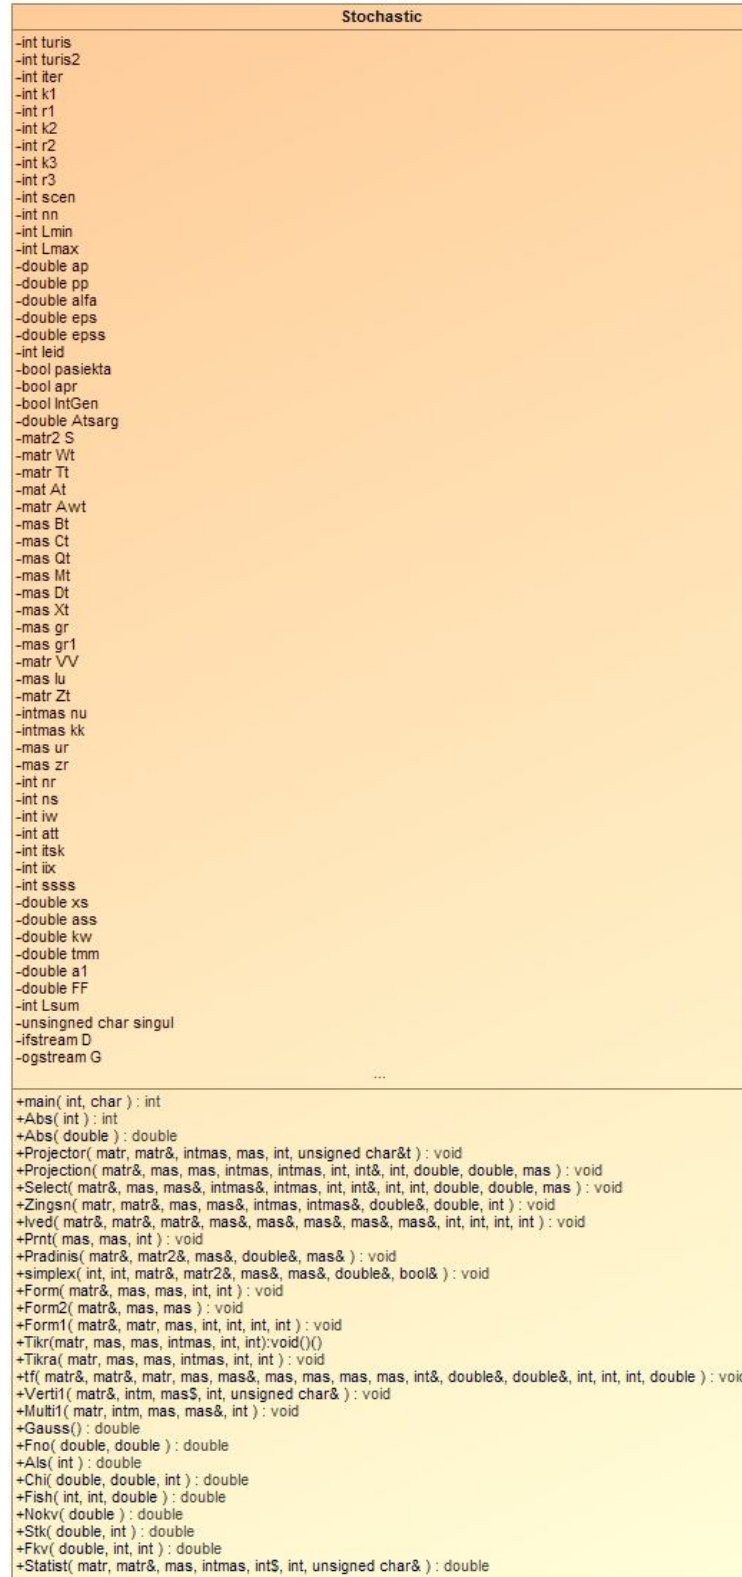 Stochastic
-int turis
-int turis2
-int iter
-int k1
-int r1
-int k2
-int r2
-int k3
-int r3
-int scen
-int nn
-int Lmin
-int Lmax
-double ap
-double pp
-double alfa
-double eps
-double epss
-int leid
-bool pasiekta
-bool apr
-bool IntGen
-double Atsarg
-matr2 S
-matr Wt
-matr Tt
-mat At
-matr Awt
-mas Bt
-mas Ct
-mas Qt
-mas Mt
-mas Dt
-mas Xt
-mas gr
-mas gr1
-matr VV
-mas lu
-matr Zt
-intmas nu
-intmas kk
-mas ur
-mas zr
-int nr
-int ns
-int iw
-int att
-int itsk
-int iix
-int ssss
-double xs
-double ass
-double kw
-double tmm
-double a1
-double FF
-int Lsum
-unsingned char singul
-ifstream D
-ogstream G
...
+main( int, char ) : int
+Abs( int ) : int
+Abs( double ) : double
+Projector( matr, matr&, intmas, mas, int, unsigned char&t ) : void
+Projection( matr&, mas, mas, intmas, intmas, int, int&, int, double, double, mas ) : void
+Select( matr&, mas, mas&, intmas&, intmas, int, int&, int, int, double, double, mas ) : void
+Zingsn( matr, matr&, mas, mas&, intmas, intmas&, double&, double, int ) : void
+Ived( matr&, matr&, matr&, mas&, mas&, mas&, mas&, mas&, int, int, int, int ) : void
+Prnt( mas, mas, int ) : void
+Pradinis( matr&, matr2&, mas&, double&, mas& ) : void
+simplex( int, int, matr&, matr2&, mas&, mas&, double&, bool& ) : void
+Form( matr&, mas, mas, int, int ) : void
+Form2( matr&, mas, mas ) : void
+Form1( matr&, matr, mas, int, int, int, int ) : void
+Tikr(matr, mas, mas, intmas, int, int):void()()
+Tikra( matr, mas, mas, intmas, int, int ) : void
+tf( matr&, matr&, matr, mas, mas&, mas, mas, mas, mas, int&, double&, double&, int, int, int, double ) : void
+Verti1( matr&, intm, mas$, int, unsigned char& ) : void
+Multi1( matr, intm, mas, mas&, int ) : void
+Gauss() : double
+Fno( double, double ) : double
+Als( int ) : double
+Chi( double, double, int ) : double
+Fish( int, int, double ) : double
+Nokv( double ) : double
+Stk( double, int ) : double
+Fkv( double, int, int ) : double
+Statist( matr, matr&, mas, intmas, int$, int, unsigned char& ) : double